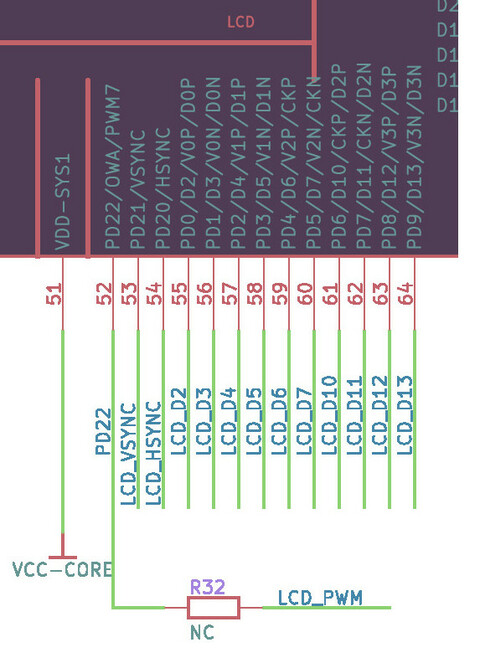 LCD
D2
D1
D1
D1
D1
VDD-SYS1
PD22/OWA/PWM7
PD21/VSYNC
PD20/HSYNC
PD0/D2/V0P/D0P
PD1/D3/V0N/D0N
PD2/D4/V1P/D1P
PD3/D5/V1N/D1N
PD4/D6/V2P/CKP
PD5/D7/V2N/CKN
PD6/D10/CKP/D2P
PD7/D11/CKN/D2N
PD8/D12/V3P/D3P
PD9/D13/V3N/D3N
51
52
53
54
55
56
57
58
59
60
61
62
63
64
PD22
LCD_VSYNC
LCD_HSYNC
LCD_D2
LCD_D3
LCD_D4
LCD_D5
LCD_D6
LCD_D7
LCD_D10
LCD_D11
LCD_D12
LCD_D13
VCC-CORE
R32
LCD_PWM
NC